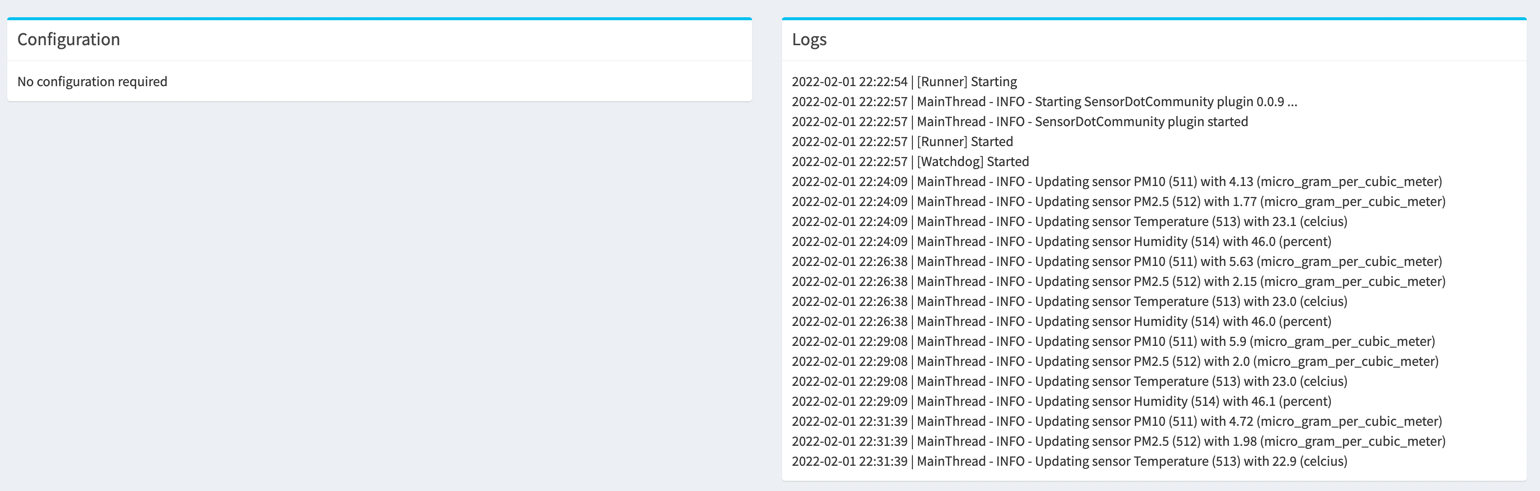 Configuration
No configuration required
Logs
2022-02-01 22:22:54 | [Runner] Starting
2022-02-01 22:22:57 | MainThread - INFO - Starting SensorDotCommunity plugin 0.0.9 ...
2022-02-01 22:22:57 | MainThread - INFO - SensorDotCommunity plugin started
2022-02-01 22:22:57 | [Runner] Started
2022-02-01 22:22:57 | [Watchdog] Started
2022-02-01 22:24:09 | MainThread - INFO - Updating sensor PM10 (511) with 4.13 (micro_gram_per_cubic_meter)
2022-02-01 22:24:09 | MainThread - INFO - Updating sensor PM2.5 (512) with 1.77 (micro_gram_per_cubic_meter)
2022-02-01 22:24:09 | MainThread - INFO - Updating sensor Temperature (513) with 23.1 (celcius)
2022-02-01 22:24:09 | MainThread - INFO - Updating sensor Humidity (514) with 46.0 (percent)
2022-02-01 22:26:38 | MainThread - INFO - Updating sensor PM10 (511) with 5.63 (micro_gram_per_cubic_meter)
2022-02-01 22:26:38 | MainThread - INFO - Updating sensor PM2.5 (512) with 2.15 (micro_gram_per_cubic_meter)
2022-02-01 22:26:38 | MainThread - INFO - Updating sensor Temperature (513) with 23.0 (celcius)
2022-02-01 22:26:38 | MainThread - INFO - Updating sensor Humidity (514) with 46.0 (percent)
2022-02-01 22:29:08 | MainThread - INFO - Updating sensor PM10 (511) with 5.9 (micro_gram_per_cubic_meter)
2022-02-01 22:29:08 | MainThread - INFO - Updating sensor PM2.5 (512) with 2.0 (micro_gram_per_cubic_meter)
2022-02-01 22:29:08 | MainThread - INFO - Updating sensor Temperature (513) with 23.0 (celcius)
2022-02-01 22:29:09 | MainThread - INFO - Updating sensor Humidity (514) with 46.1 (percent)
2022-02-01 22:31:39 | MainThread - INFO - Updating sensor PM10 (511) with 4.72 (micro_gram_per_cubic_meter)
2022-02-01 22:31:39 | MainThread - INFO - Updating sensor PM2.5 (512) with 1.98 (micro_gram_per_cubic_meter)
2022-02-01 22:31:39 | MainThread - INFO - Updating sensor Temperature (513) with 22.9 (celcius)